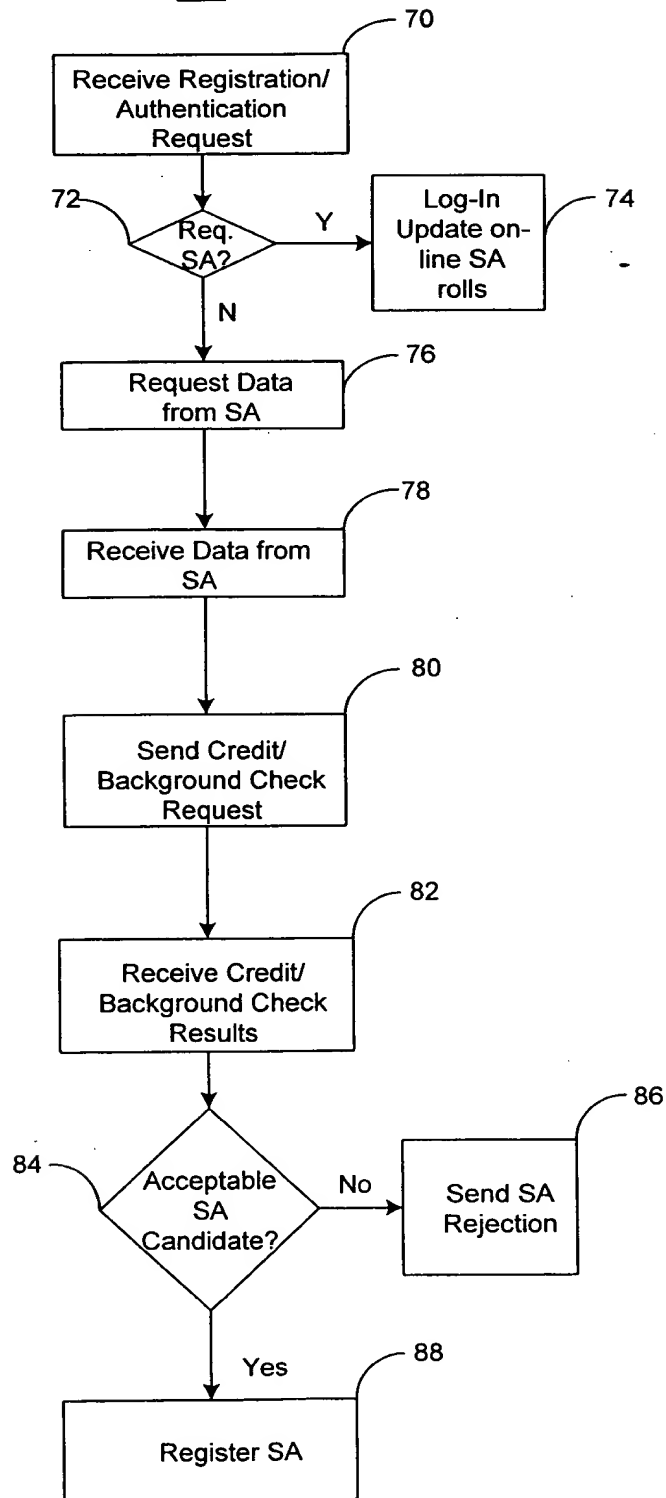 70
Receive Registration/
Authentication
Request
72
Req.
SA?
Y
Log-In
Update on-
line SA
rolls
74
N
76
Request Data
from SA
78
Receive Data from
SA
80
Send Credit/
Background Check
Request
82
Receive Credit/
Background Check
Results
84
Acceptable
SA
Candidate?
No
86
Send SA
Rejection
Yes
88
Register SA